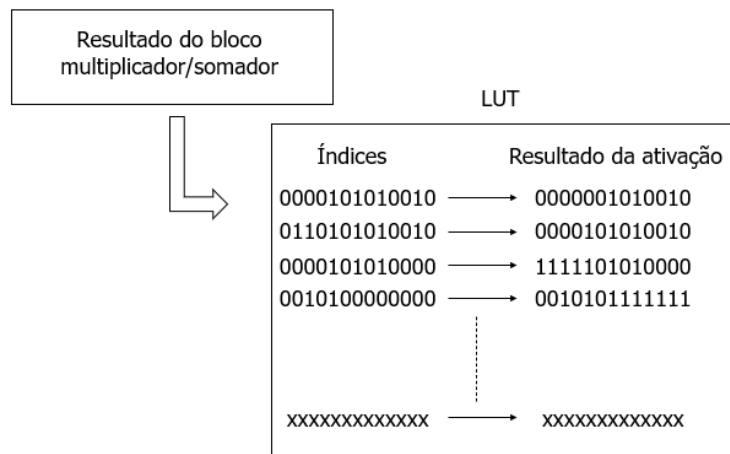 Resultado do bloco
multiplicador/somador
LUT
Índices Resultado da ativação
0000101010010 0000001010010
0110101010010 0000101010010
0000101010000 1111101010000
0010100000000 0010101111111
xxxxxxxxxxxxx xxxxxxxxxxxxx